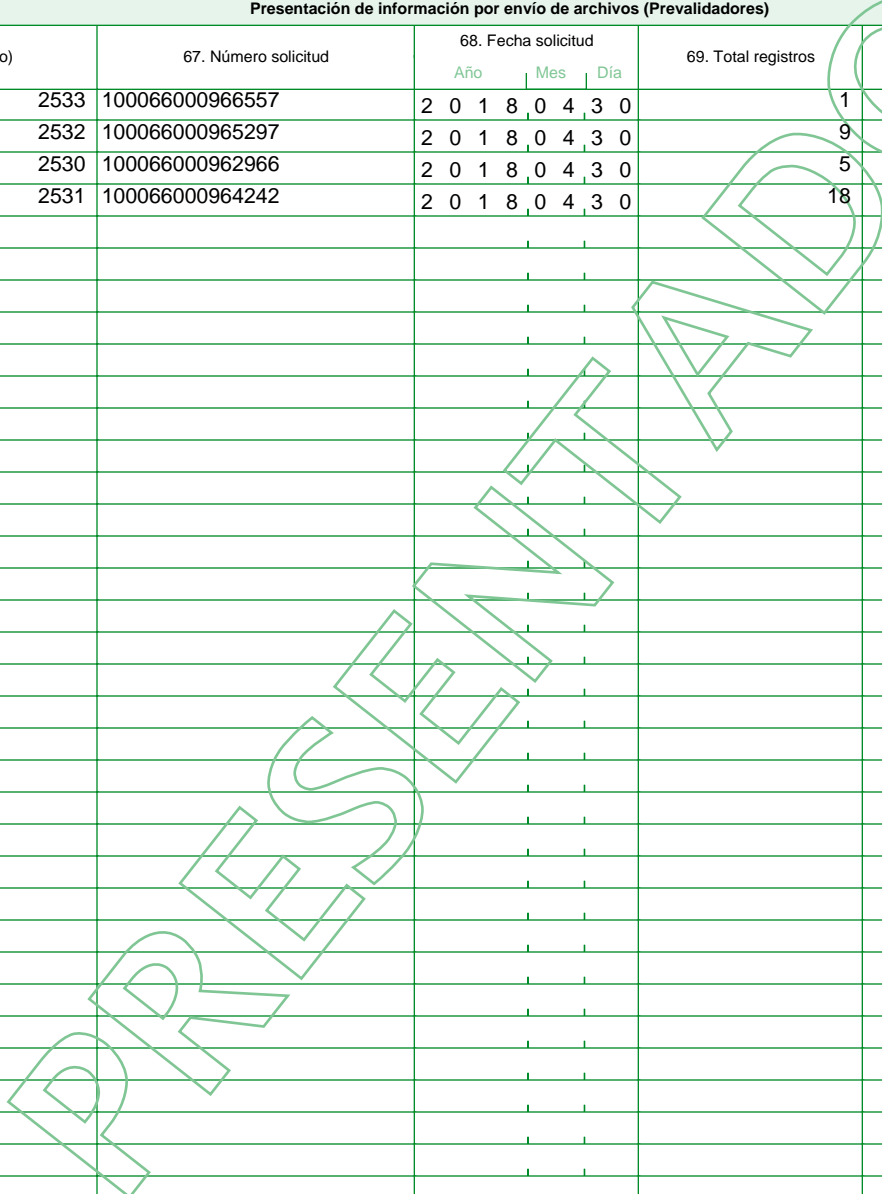 Presentación de información por envío de archivos (Prevalidadores)
o) 67. Número solicitud 68. Fecha solicitud 69. Total registros
Año Mes Día
2533 100066000966557 2 0 1 8 0 4 3 0 1
2532 100066000965297 2 0 1 8 0 4 3 0 9
2530 100066000962966 2 0 1 8 0 4 3 0 5
2531 100066000964242 2 0 1 8 0 4 3 0 18
PRESENTADO